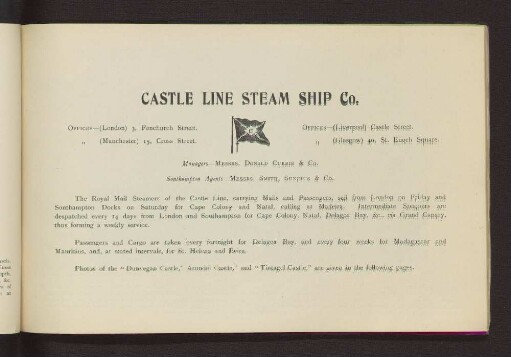 CASTLE LINE STEAM SHIP Co.
OFFICES—(London) 3, Fenchurch Street.
OFFICES—(Liverpool) Castle Street.
„ (Manchester) 15, Cross Street.
„ (Glasgow) 40, St. Enoch Square.
Managers—MESSRS. DONALD CURRIE & Co.
Southampton Agents—MESSRS. & Co.
The Royal Mail Steamers of the Castle Line, carrying Mails and Passengers, sail from London on Friday and
Southampton Docks on Saturday for Cape Colony and Natal, calling at Madeira. Intermediate Steamers are
despatched every 14 days from London and Southampton for Cape Colony, Natal, Delagoa Bay, &c., via Grand Canary,
thus forming a weekly service.
Passengers and Cargo are taken every fortnight for Delagoa Bay, and every four weeks for Madagascar and
Mauritius, and, at stated intervals, for St. Helena and
Photos of the "Dunvegan Castle," Castle," and "Tintagel Castle," are given in the following pages.